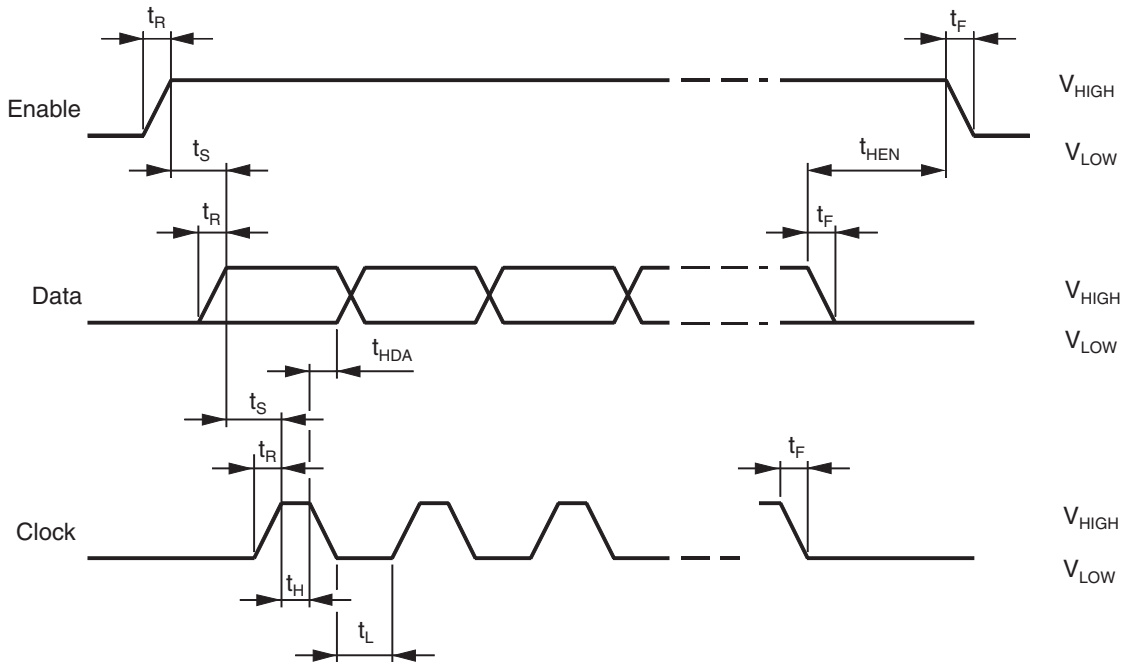 tR
tF
VHIGH
Enable
tS
tHEN
VLOW
tR
tF
Data
VHIGH
VLOW
tHDA
tS
tR
tF
Clock
VHIGH
VLOW
tH
tL